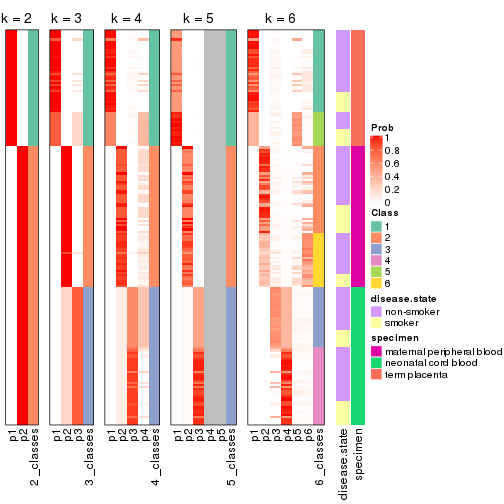 k = 2
k = 3
k = 4
k = 5
k = 6
p1
p2
2_classes
p1
p2
p3
3_classes
p1
p2
p3
p4
4_classes
p1
p2
p3
p4
p5
5_classes
p1
p2
p3
p4
p5
p6
6_classes
disease.state
specimen
Prob
1
0.8
0.6
0.4
0.2
0
Class
1
2
3
4
5
6
disease.state
non-smoker
smoker
specimen
maternal peripheral blood
neonatal cord blood
term placenta